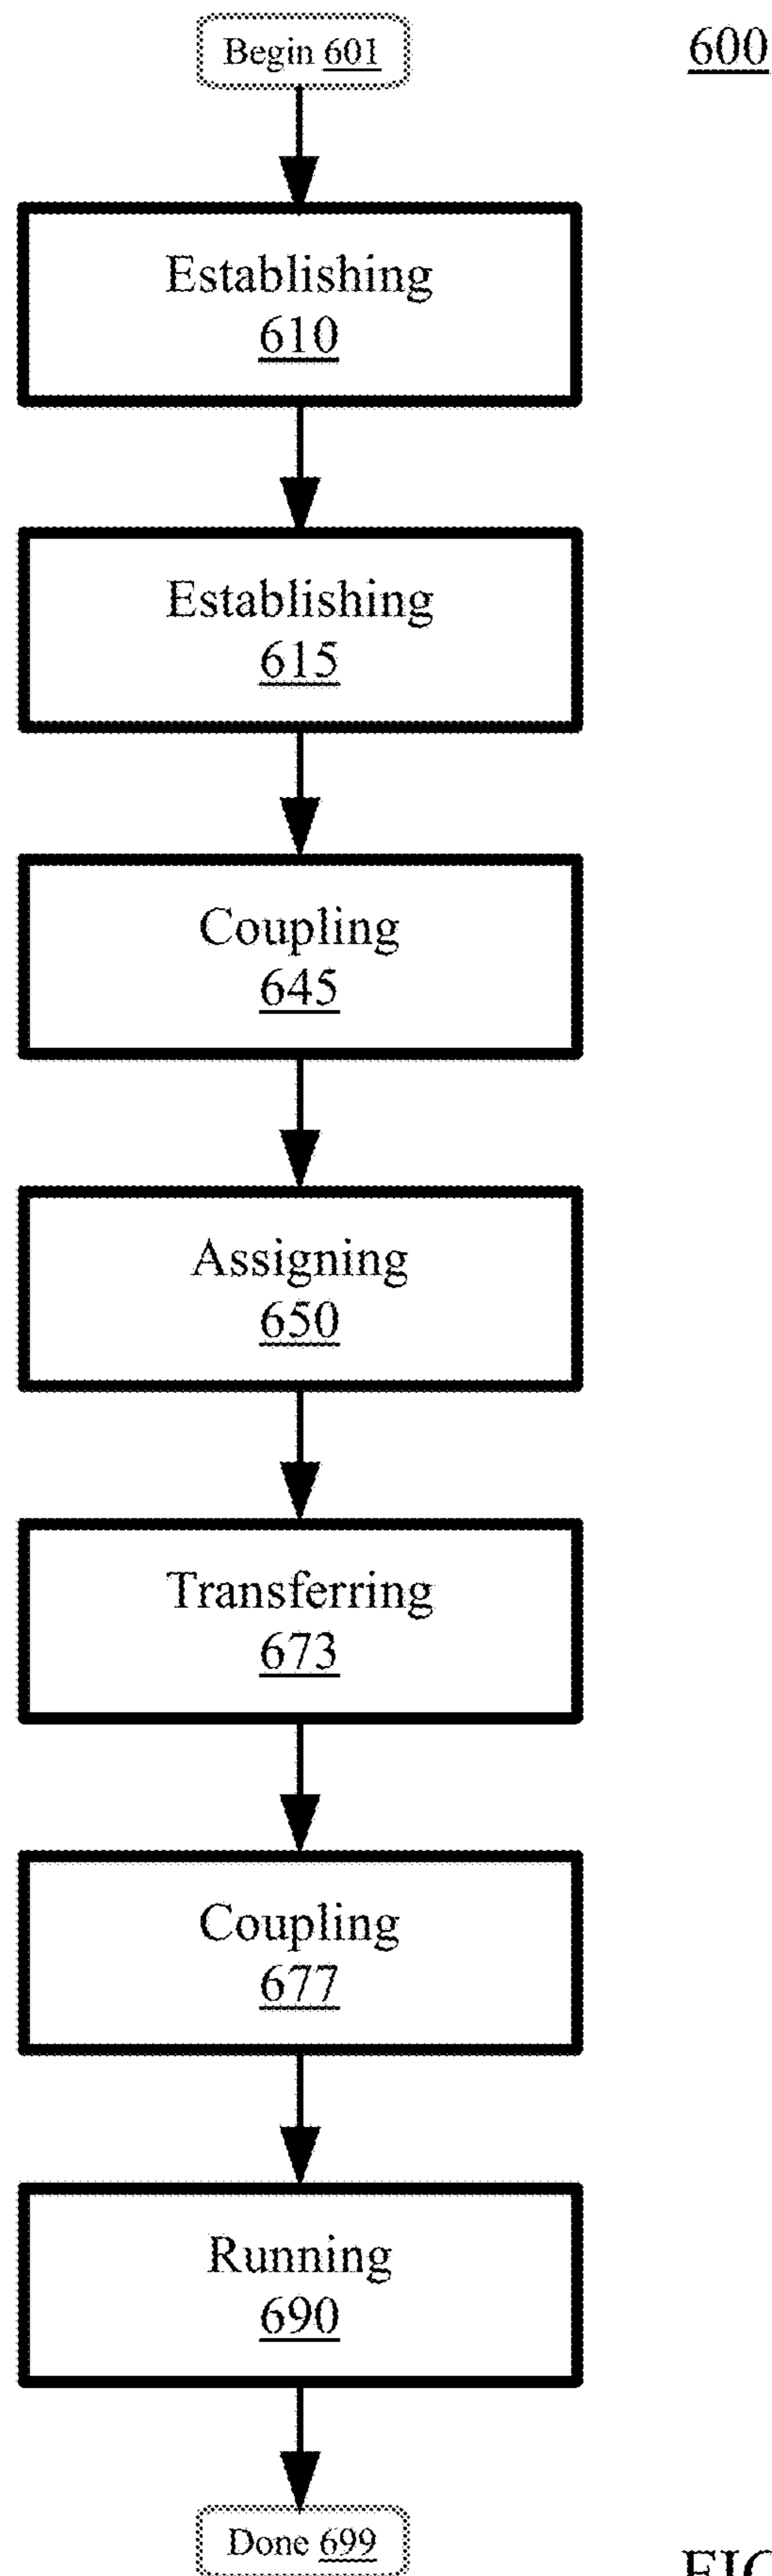 Begin 601
600
Establishing
610
Establishing
615
Coupling
645
Assigning
650
Transferring
673
Coupling
677
Running
690
Done 699